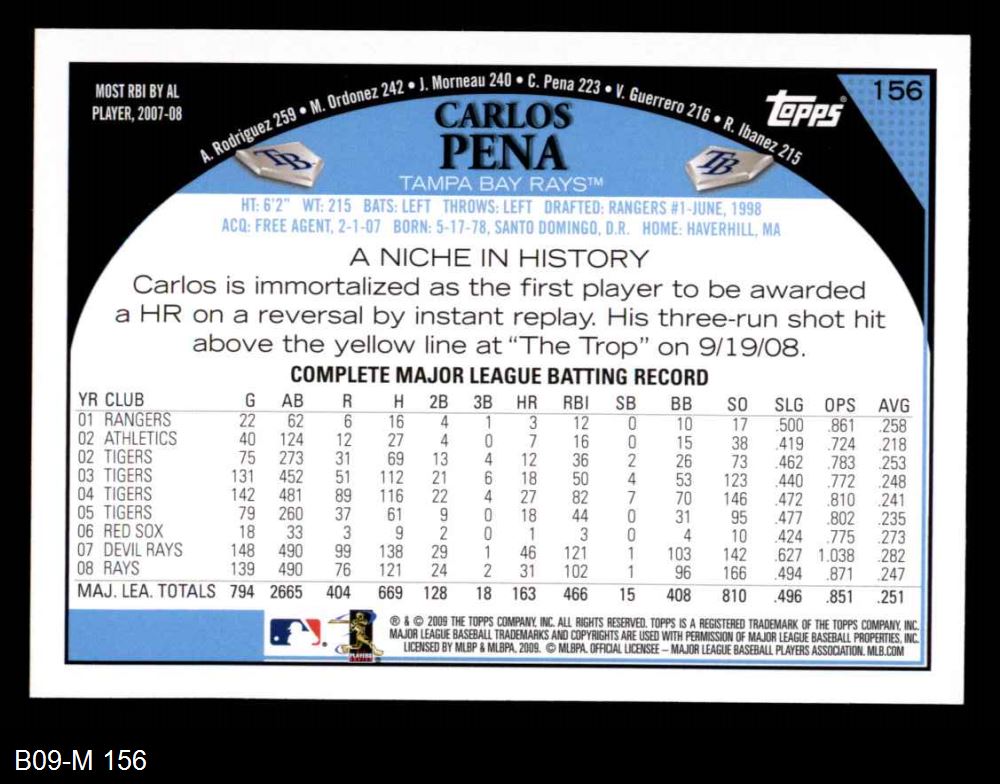 MOST RBI BY AL
PLAYER, 2007-08
A. Rodriguez 259 • M. Ordonez 242 • J. Morneau 240 • C. Pena 223 • V. Guerrero 216 • R. Ibanez 215
topps®
156
CARLOS
PENA
TB
TB
TAMPA BAY RAYS™
HT: 6'2" WT: 215 BATS: LEFT THROWS: LEFT DRAFTED: RANGERS #1-JUNE, 1998
ACQ: FREE AGENT, 2-1-07 BORN: 5-17-78, SANTO DOMINGO, D.R. HOME: HAVERHILL, MA
A NICHE IN HISTORY
Carlos is immortalized as the first player to be awarded
a HR on a reversal by instant replay. His three-run shot hit
above the yellow line at “The Trop” on 9/19/08.
COMPLETE MAJOR LEAGUE BATTING RECORD
YR CLUB G AB R H 2B 3B HR RBI SB BB SO SLG OPS AVG
01 RANGERS 22 62 6 16 4 1 3 12 0 10 17 .500 .861 .258
02 ATHLETICS 40 124 12 27 4 0 7 16 0 15 38 .419 .724 .218
02 TIGERS 75 273 31 69 13 4 12 36 2 26 73 .462 .783 .253
03 TIGERS 131 452 51 112 21 6 18 50 4 53 123 .440 .772 .248
04 TIGERS 142 481 89 116 22 4 27 82 7 70 146 .472 .810 .241
05 TIGERS 79 260 37 61 9 0 18 44 0 31 95 .477 .802 .235
06 RED SOX 18 33 3 9 2 0 1 3 0 4 10 .424 .775 .273
07 DEVIL RAYS 148 490 99 138 29 1 46 121 1 103 142 .627 1.038 .282
08 RAYS 139 490 76 121 24 2 31 102 1 96 166 .494 .871 .247
MAJ. LEA. TOTALS 794 2665 404 669 128 18 163 466 15 408 810 .496 .851 .251
® & © 2009 THE TOPPS COMPANY, INC. ALL RIGHTS RESERVED. TOPPS IS A REGISTERED TRADEMARK OF THE TOPPS COMPANY, INC.
MAJOR LEAGUE BASEBALL TRADEMARKS AND COPYRIGHTS ARE USED WITH PERMISSION OF MAJOR LEAGUE BASEBALL PROPERTIES, INC.
LICENSED BY MLBP & MLBPA, 2009. © MLBPA. OFFICIAL LICENSEE – MAJOR LEAGUE BASEBALL PLAYERS ASSOCIATION. MLB.COM
PLAYERS
B09-M 156